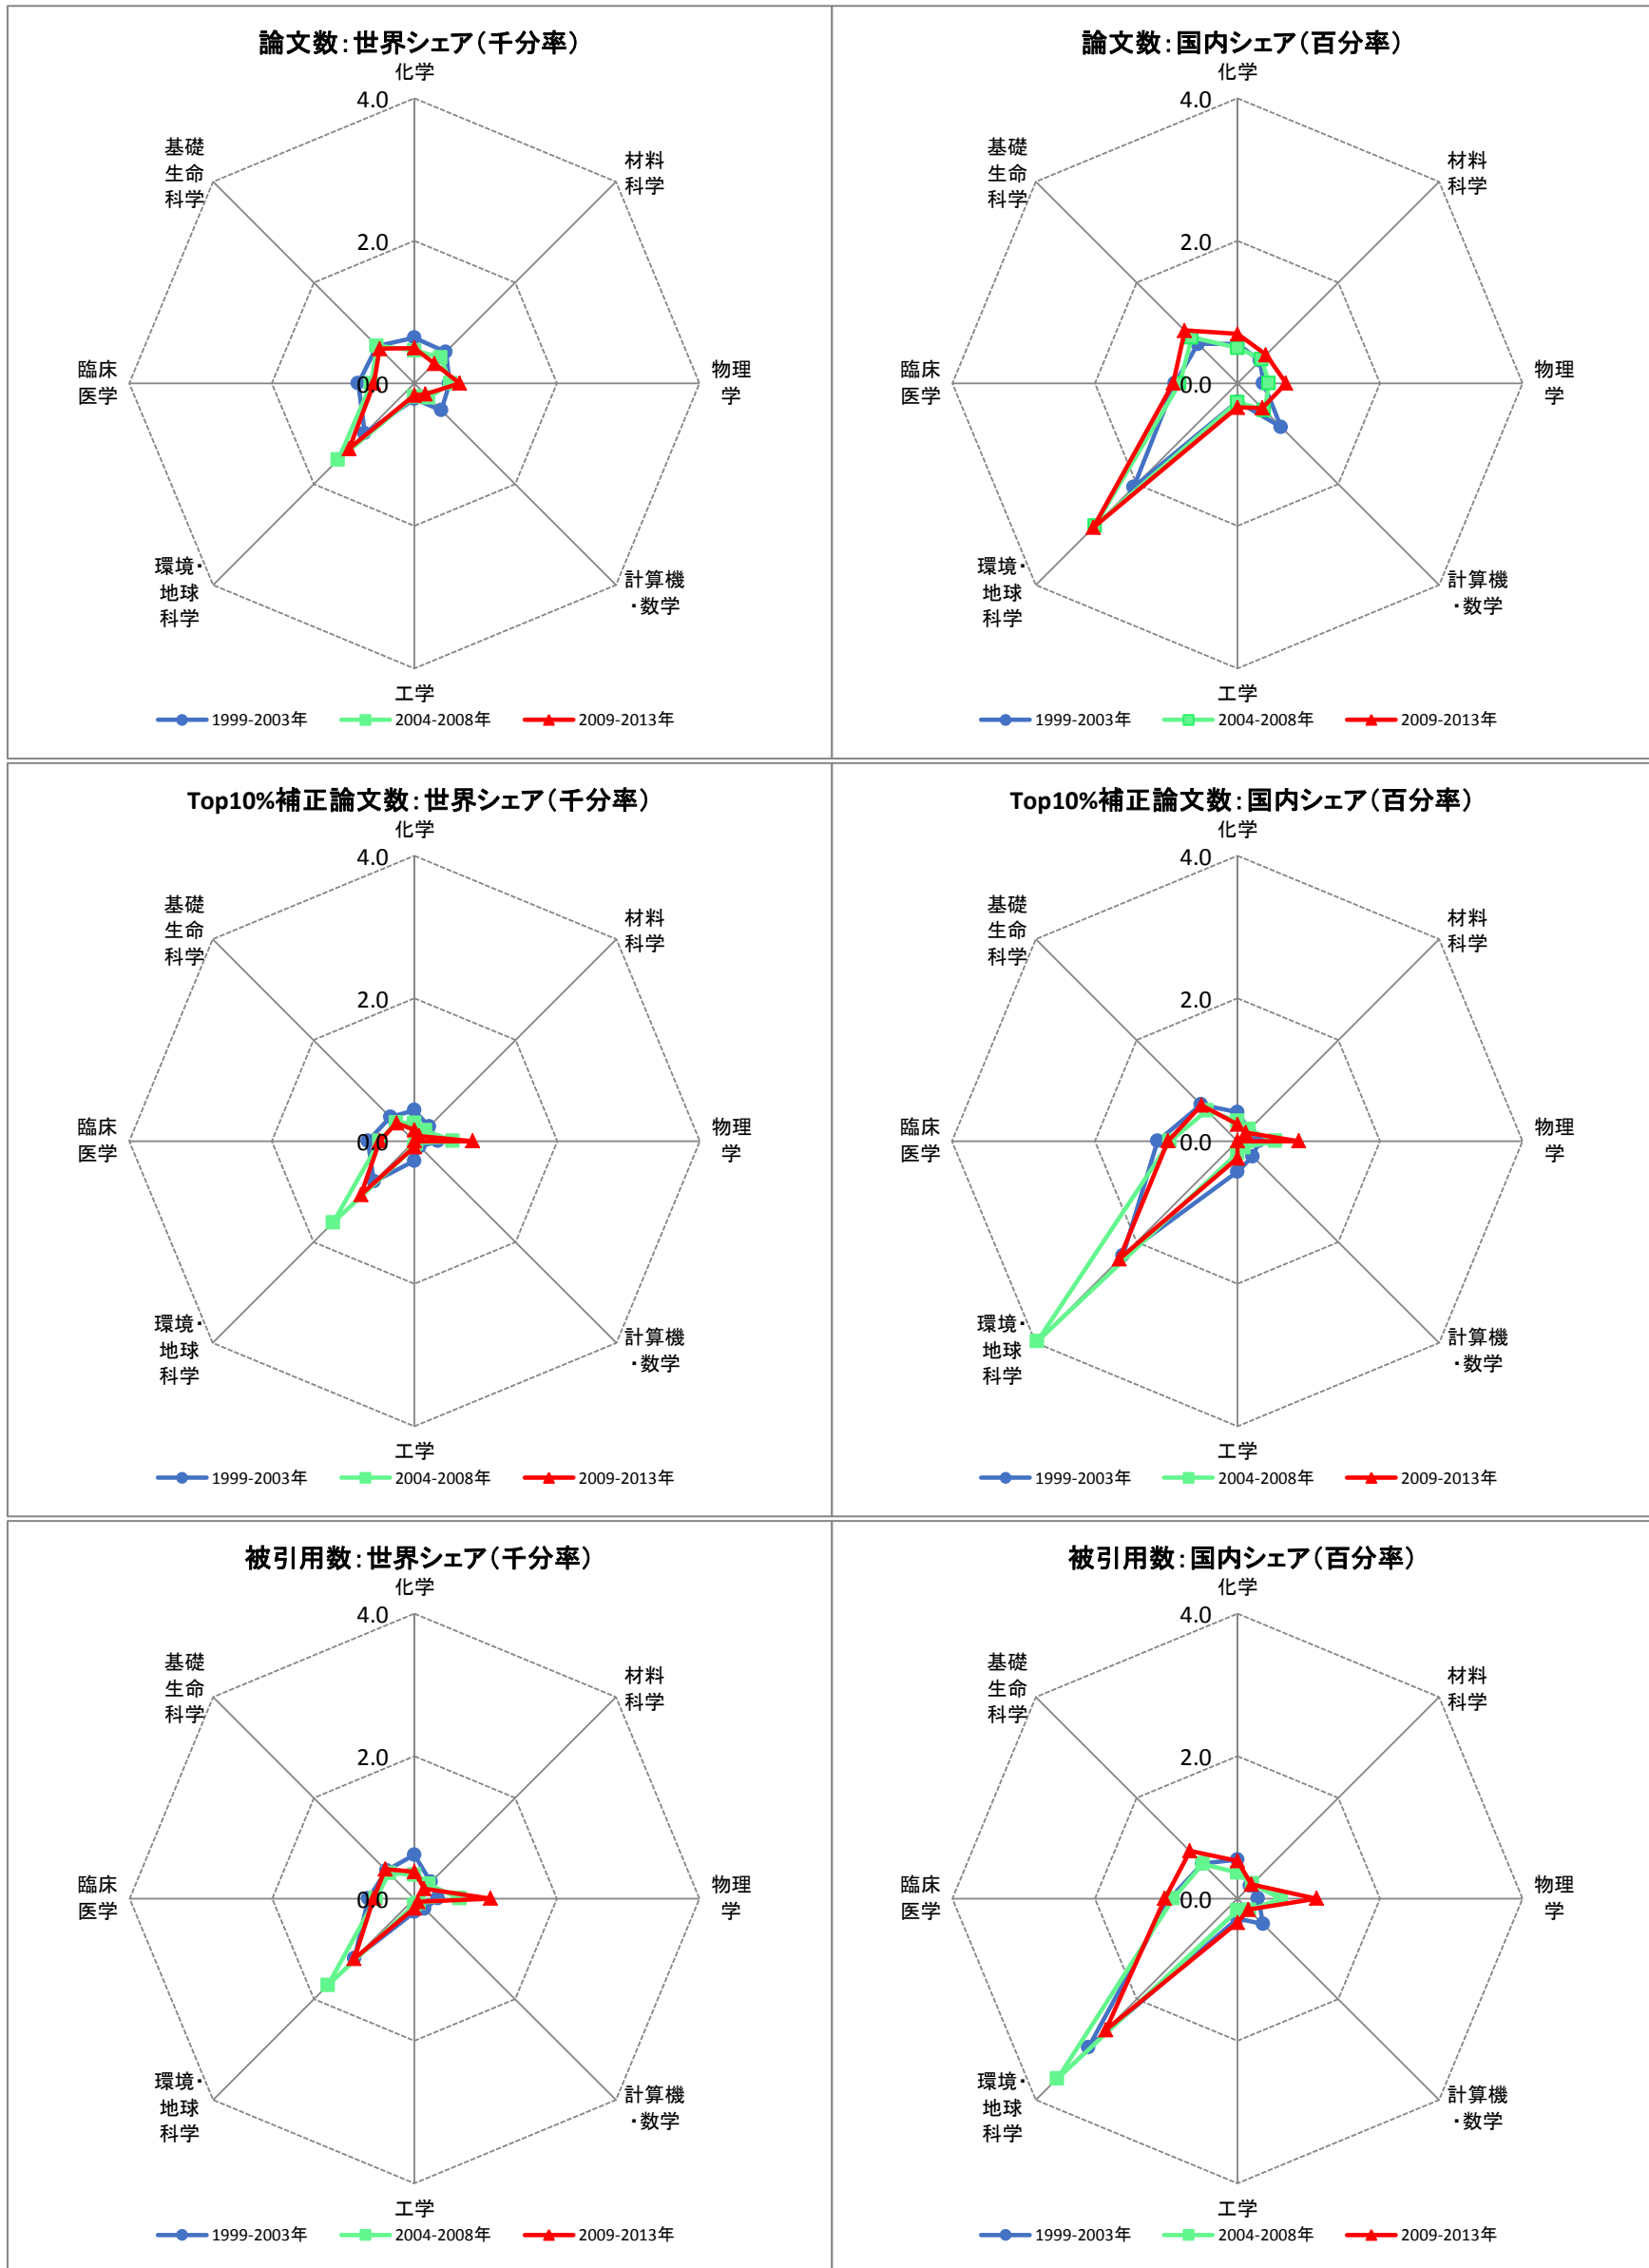 論文数：世界シェア（千分率）
化学
4.0
基礎
生命
科学
材料
科学
2.0
臨床
医学
0.0
物理
学
環境・
地球
科学
計算機
・数学
工学
1999-2003年
2004-2008年
2009-2013年
論文数：国内シェア（百分率）
化学
4.0
基礎
生命
科学
材料
科学
2.0
臨床
医学
0.0
物理
学
環境・
地球
科学
計算機
・数学
工学
1999-2003年
2004-2008年
2009-2013年
Top10%補正論文数：世界シェア（千分率）
化学
4.0
基礎
生命
科学
材料
科学
2.0
臨床
医学
0.0
物理
学
環境・
地球
科学
計算機
・数学
工学
1999-2003年
2004-2008年
2009-2013年
Top10%補正論文数：国内シェア（百分率）
化学
4.0
基礎
生命
科学
材料
科学
2.0
臨床
医学
0.0
物理
学
環境・
地球
科学
計算機
・数学
工学
1999-2003年
2004-2008年
2009-2013年
被引用数：世界シェア（千分率）
化学
4.0
基礎
生命
科学
材料
科学
2.0
臨床
医学
0.0
物理
学
環境・
地球
科学
計算機
・数学
工学
1999-2003年
2004-2008年
2009-2013年
被引用数：国内シェア（百分率）
化学
4.0
基礎
生命
科学
材料
科学
2.0
臨床
医学
0.0
物理
学
環境・
地球
科学
計算機
・数学
工学
1999-2003年
2004-2008年
2009-2013年